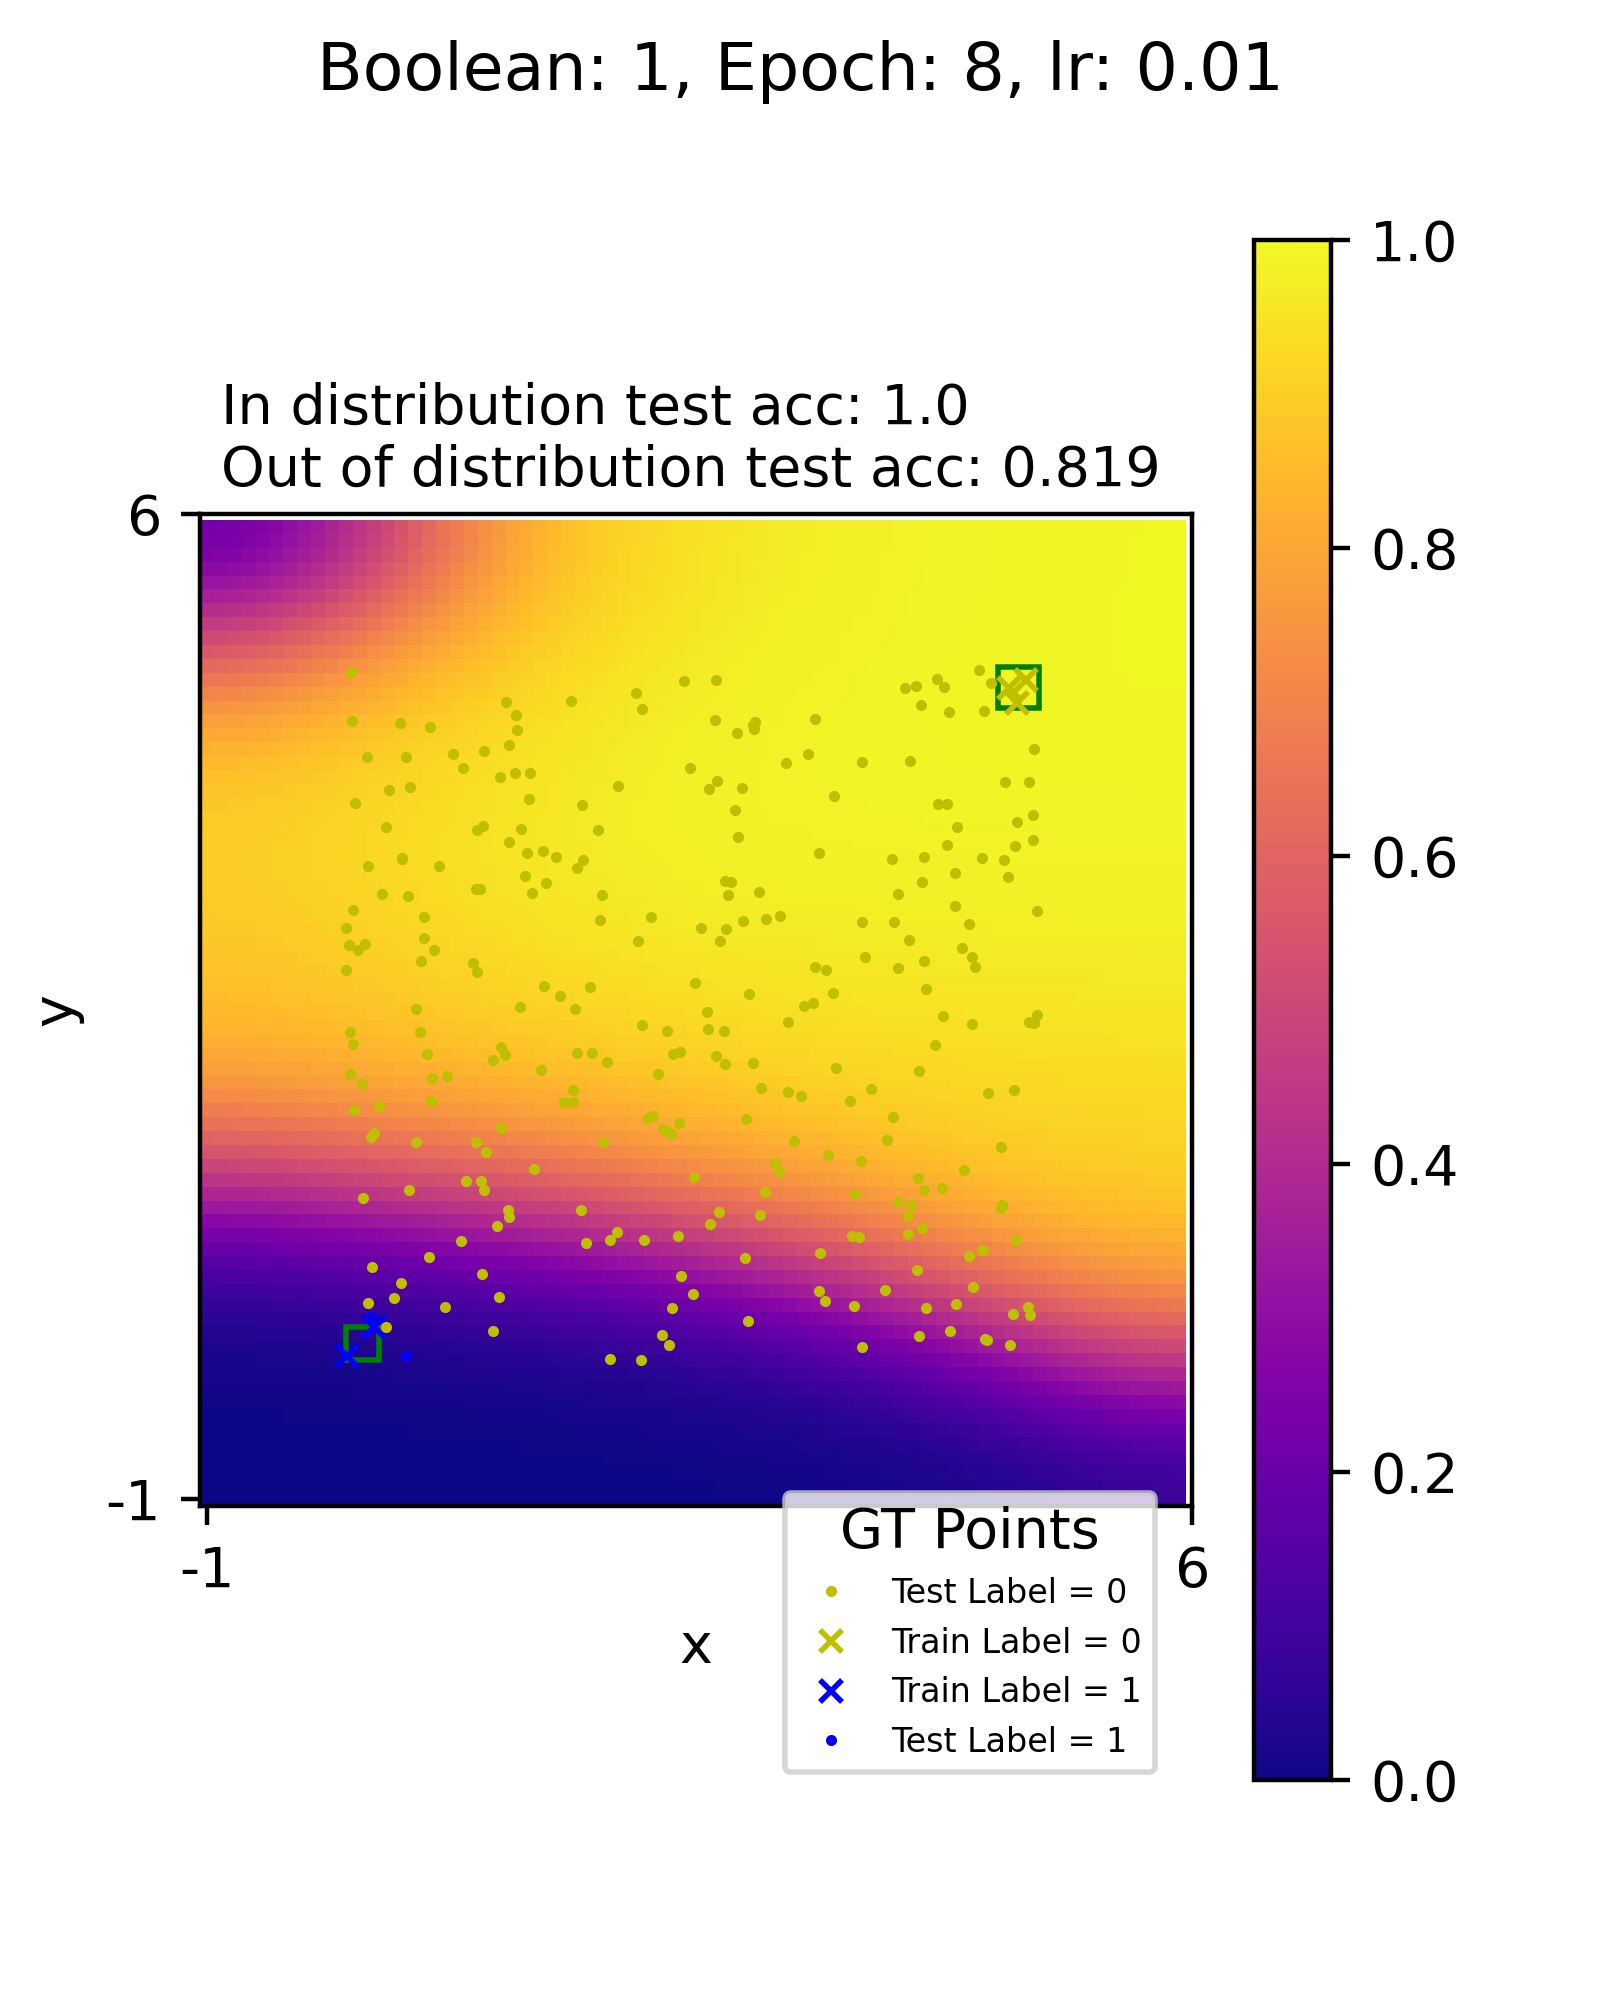 Boolean: 1, Epoch: 8, lr: 0.01
In distribution test acc: 1.0
Out of distribution test acc: 0.819
6
y
-1
-1
6
x
GT Points
Test Label = 0
Train Label = 0
Train Label = 1
Test Label = 1
1.0
0.8
0.6
0.4
0.2
0.0